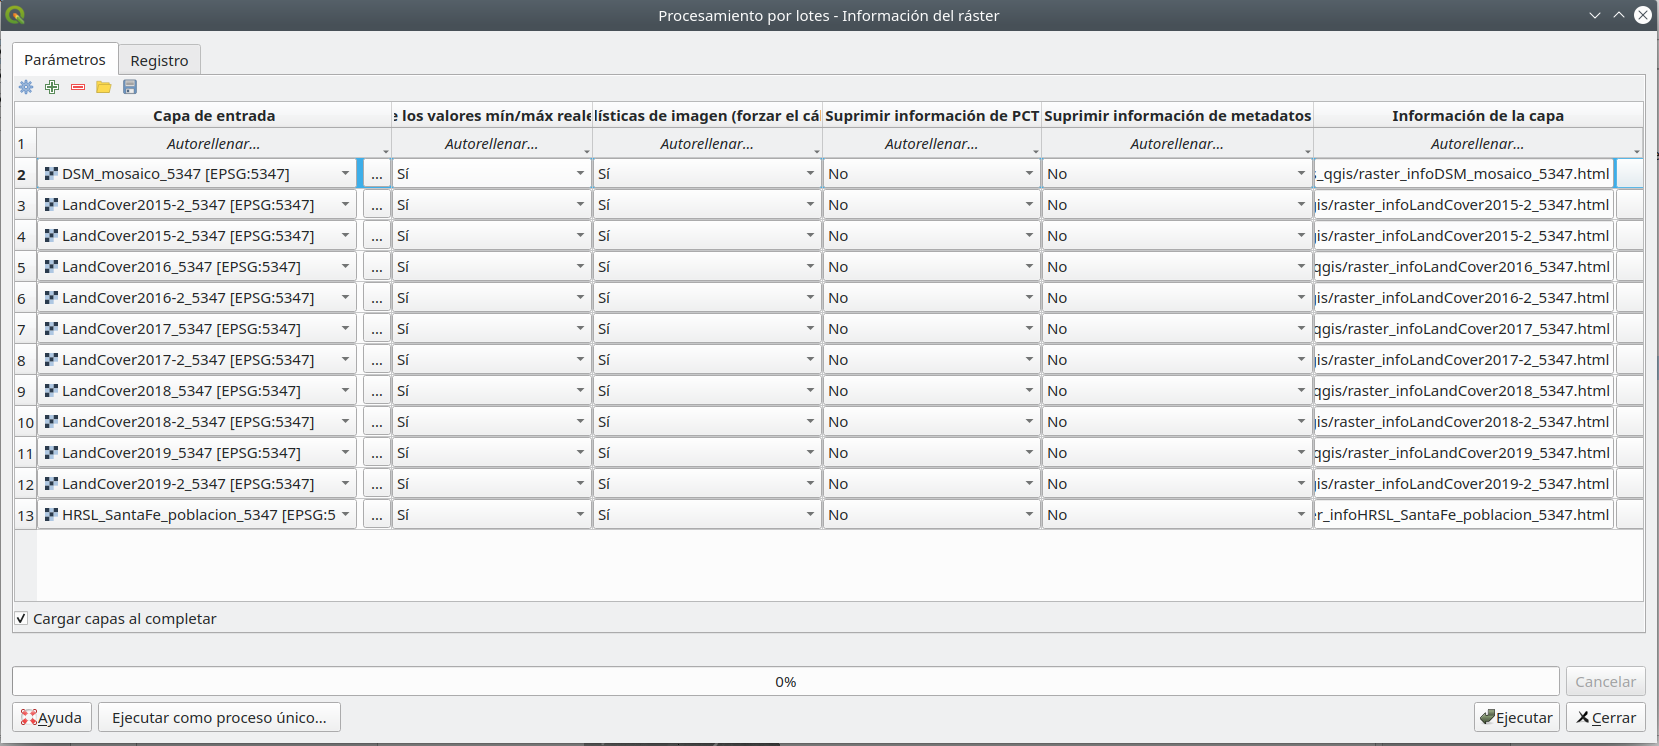 Procesamiento por lotes - Información del ráster
Parámetros Registro
Capa de entrada e los valores mín/máx reale lísticas de imagen (forzar el cál Suprimir información de PCT Suprimir información de metadatos Información de la capa
1 Autorellenar... Autorellenar... Autorellenar... Autorellenar... Autorellenar... Autorellenar...
2 DSM_mosaico_5347 [EPSG:5347] ... Sí Sí No No _qgis/raster_infoDSM_mosaico_5347.html
3 LandCover2015-2_5347 [EPSG:5347] ... Sí Sí No No gis/raster_infoLandCover2015-2_5347.html
4 LandCover2015-2_5347 [EPSG:5347] ... Sí Sí No No gis/raster_infoLandCover2015-2_5347.html
5 LandCover2016_5347 [EPSG:5347] ... Sí Sí No No qgis/raster_infoLandCover2016_5347.html
6 LandCover2016-2_5347 [EPSG:5347] ... Sí Sí No No gis/raster_infoLandCover2016-2_5347.html
7 LandCover2017_5347 [EPSG:5347] ... Sí Sí No No qgis/raster_infoLandCover2017_5347.html
8 LandCover2017-2_5347 [EPSG:5347] ... Sí Sí No No gis/raster_infoLandCover2017-2_5347.html
9 LandCover2018_5347 [EPSG:5347] ... Sí Sí No No qgis/raster_infoLandCover2018_5347.html
10 LandCover2018-2_5347 [EPSG:5347] ... Sí Sí No No gis/raster_infoLandCover2018-2_5347.html
11 LandCover2019_5347 [EPSG:5347] ... Sí Sí No No qgis/raster_infoLandCover2019_5347.html
12 LandCover2019-2_5347 [EPSG:5347] ... Sí Sí No No gis/raster_infoLandCover2019-2_5347.html
13 HRSL_SantaFe_poblacion_5347 [EPSG:5 ... Sí Sí No No r_infoHRSL_SantaFe_poblacion_5347.html
Cargar capas al completar
0% Cancelar
Ayuda Ejecutar como proceso único... Ejecutar Cerrar